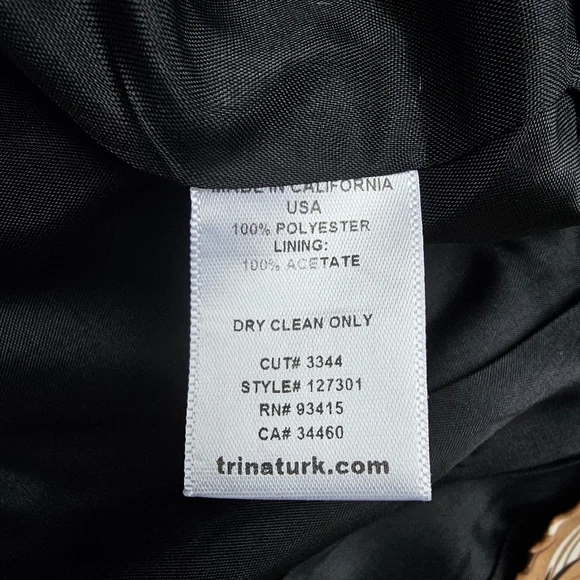 MADE IN CALIFORNIA
USA
100% POLYESTER
LINING:
100% ACETATE
DRY CLEAN ONLY
CUT# 3344
STYLE# 127301
RN# 93415
CA# 34460
trinaturk.com